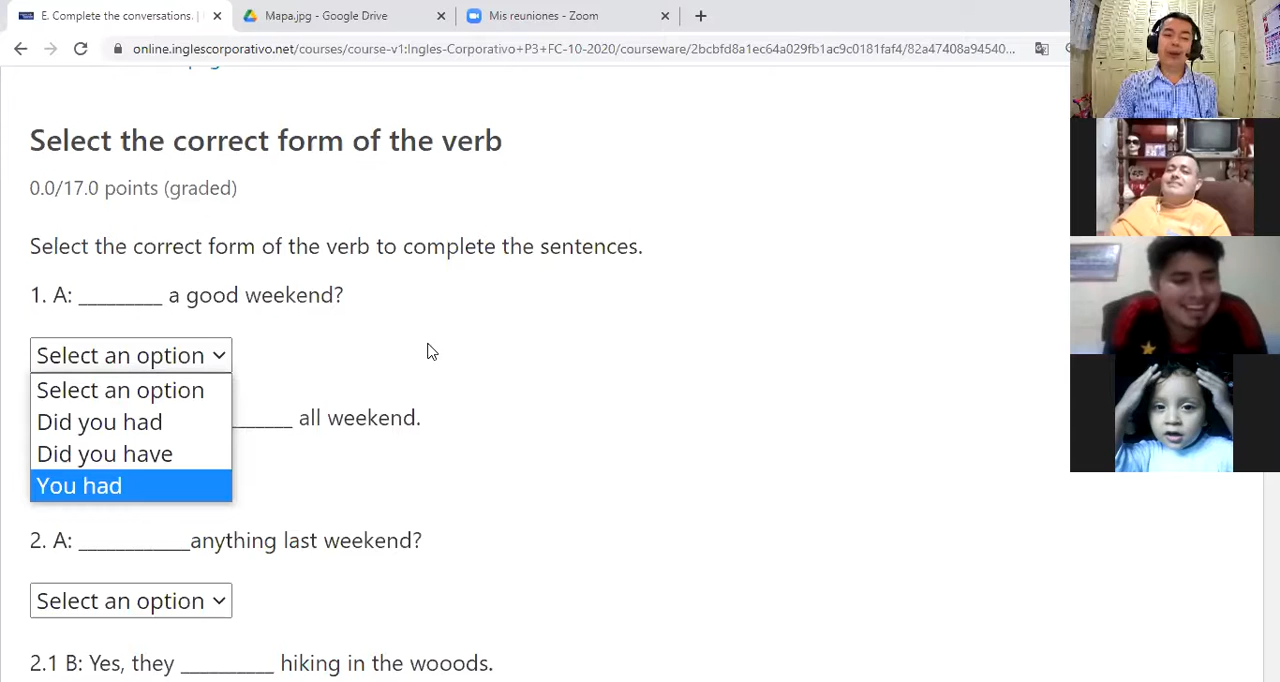 E. Complete the conversations. |
Mapa.jpg - Google Drive
Mis reuniones - Zoom
online.inglescorporativo.net/courses/course-v1:Ingles-Corporativo+P3+FC-10-2020/courseware/2bcbfd8a1ec64a029fb1ac9c0181faf4/82a47408a94540...
Select the correct form of the verb
0.0/17.0 points (graded)
Select the correct form of the verb to complete the sentences.
1. A: _________ a good weekend?
Select an option
Select an option
Did you had
______ all weekend.
Did you have
You had
2. A: ____________anything last weekend?
Select an option
2.1 B: Yes, they __________ hiking in the wooods.